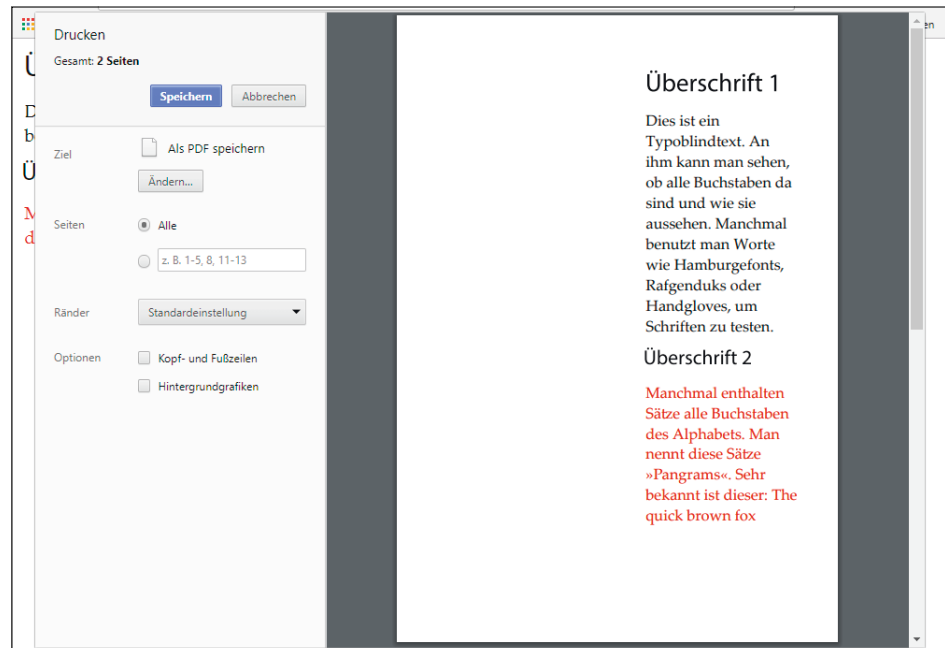 Drucken
Gesamt: 2 Seiten
Speichern
Abbrechen
Ziel
Als PDF speichern
Ändern...
Seiten
Alle
z. B. 1-5, 8, 11-13
Ränder
Standardeinstellung
Optionen
Kopf- und Fußzeilen
Hintergrundgrafiken
Überschrift 1
Dies ist ein
Typoblindtext. An
ihm kann man sehen,
ob alle Buchstaben da
sind und wie sie
aussehen. Manchmal
benutzt man Worte
wie Hamburgefonts,
Rafgenduks oder
Handgloves, um
Schriften zu testen.
Überschrift 2
Manchmal enthalten
Sätze alle Buchstaben
des Alphabets. Man
nennt diese Sätze
»Pangrams«. Sehr
bekannt ist dieser: The
quick brown fox